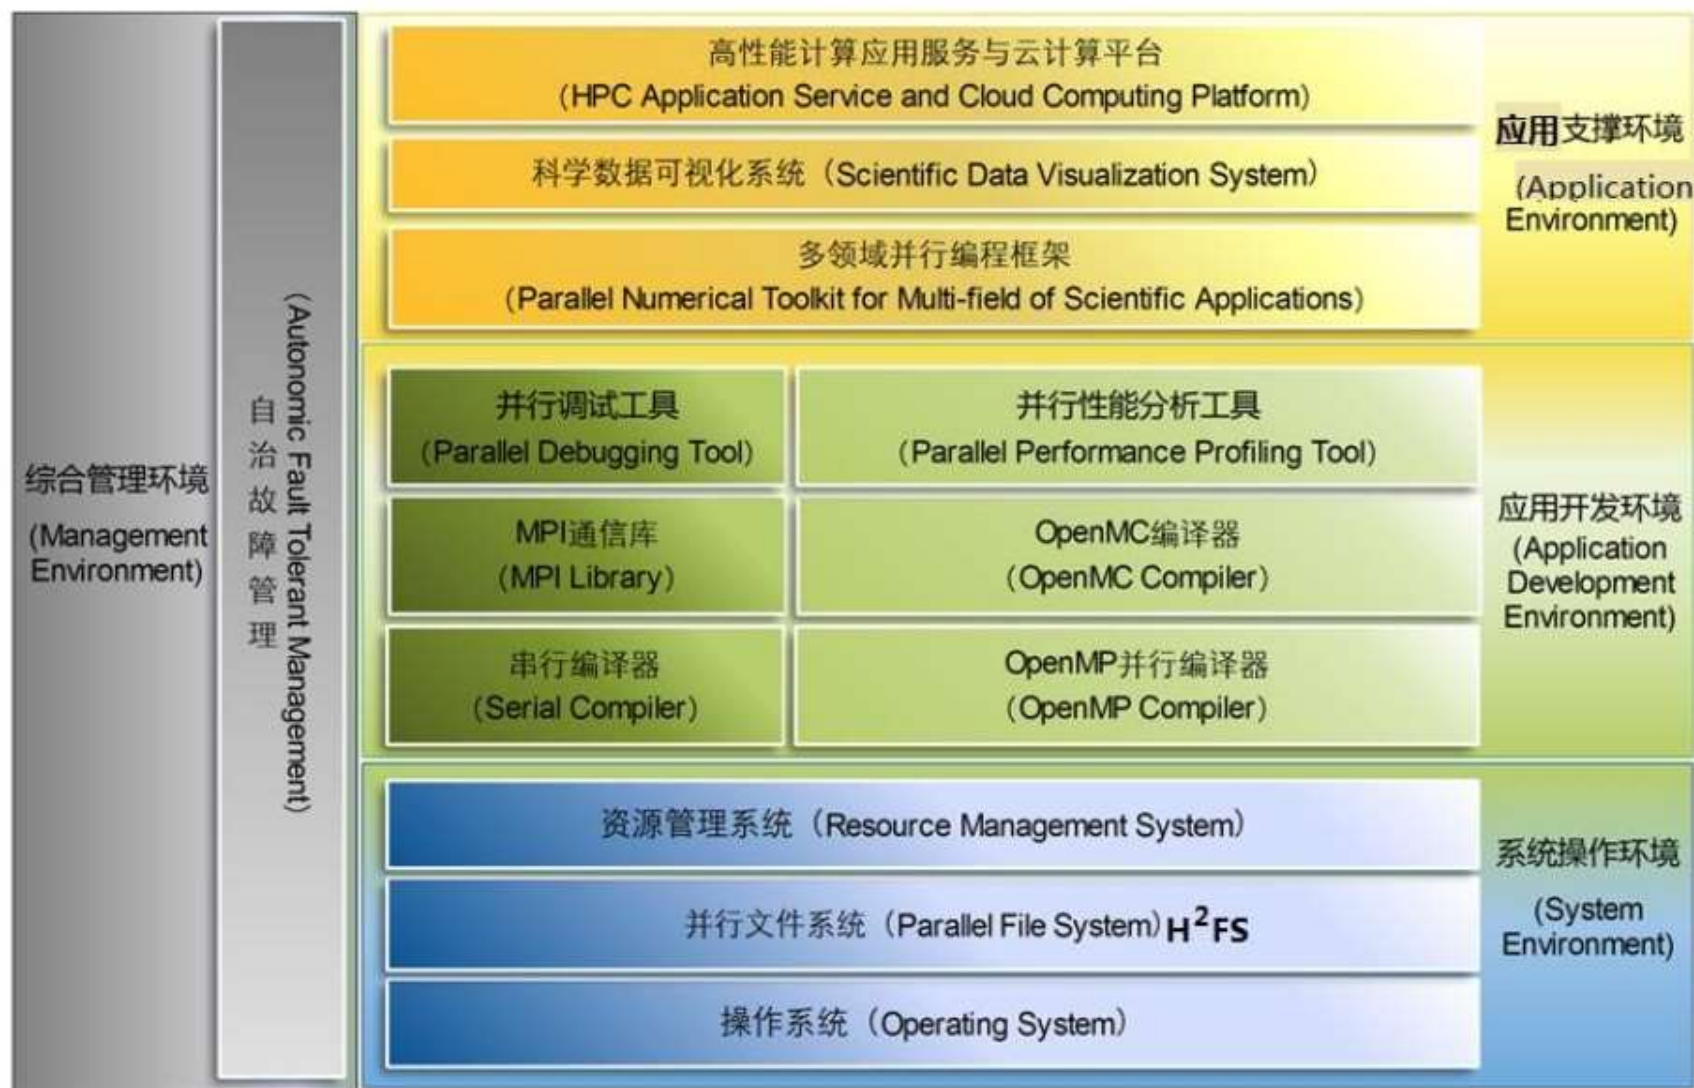 综合管理环境
(Management
Environment)
自治故障管理
(Autonomic Fault Tolerant Management)
高性能计算应用服务与云计算平台
(HPC Application Service and Cloud Computing Platform)
科学数据可视化系统（Scientific Data Visualization System)
多领域并行编程框架
(Parallel Numerical Toolkit for Multi-field of Scientific Applications)
应用支撑环境
(Application
Environment)
并行调试工具
(Parallel Debugging Tool)
并行性能分析工具
(Parallel Performance Profiling Tool)
MPI通信库
(MPI Library)
OpenMC编译器
(OpenMC Compiler)
串行编译器
(Serial Compiler)
OpenMP并行编译器
(OpenMP Compiler)
应用开发环境
(Application
Development
Environment)
资源管理系统（Resource Management System)
并行文件系统（Parallel File System) H²FS
操作系统（Operating System)
系统操作环境
(System
Environment)